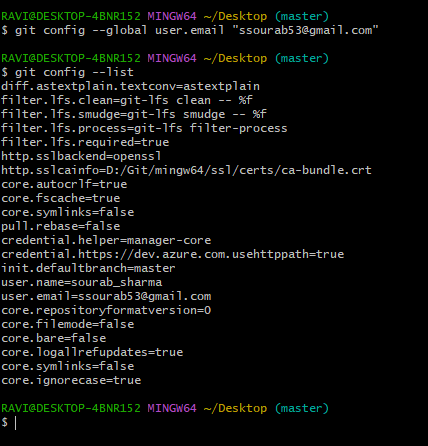 RAVI@DESKTOP-4BNR152 MINGW64 ~/Desktop (master)
$ git config --global user.email "ssourab53@gmail.com"
RAVI@DESKTOP-4BNR152 MINGW64 ~/Desktop (master)
$ git config --list
diff.astextplain.textconv=astextplain
filter.lfs.clean=git-lfs clean -- %f
filter.lfs.smudge=git-lfs smudge -- %f
filter.lfs.process=git-lfs filter-process
filter.lfs.required=true
http.sslbackend=openssl
http.sslcainfo=D:/Git/mingw64/ssl/certs/ca-bundle.crt
core.autocrlf=true
core.fscache=true
core.symlinks=false
pull.rebase=false
credential.helper=manager-core
credential.https://dev.azure.com.usehttppath=true
init.defaultbranch=master
user.name=sourab_sharma
user.email=ssourab53@gmail.com
core.repositoryformatversion=0
core.filemode=false
core.bare=false
core.logallrefupdates=true
core.symlinks=false
core.ignorecase=true
RAVI@DESKTOP-4BNR152 MINGW64 ~/Desktop (master)
$